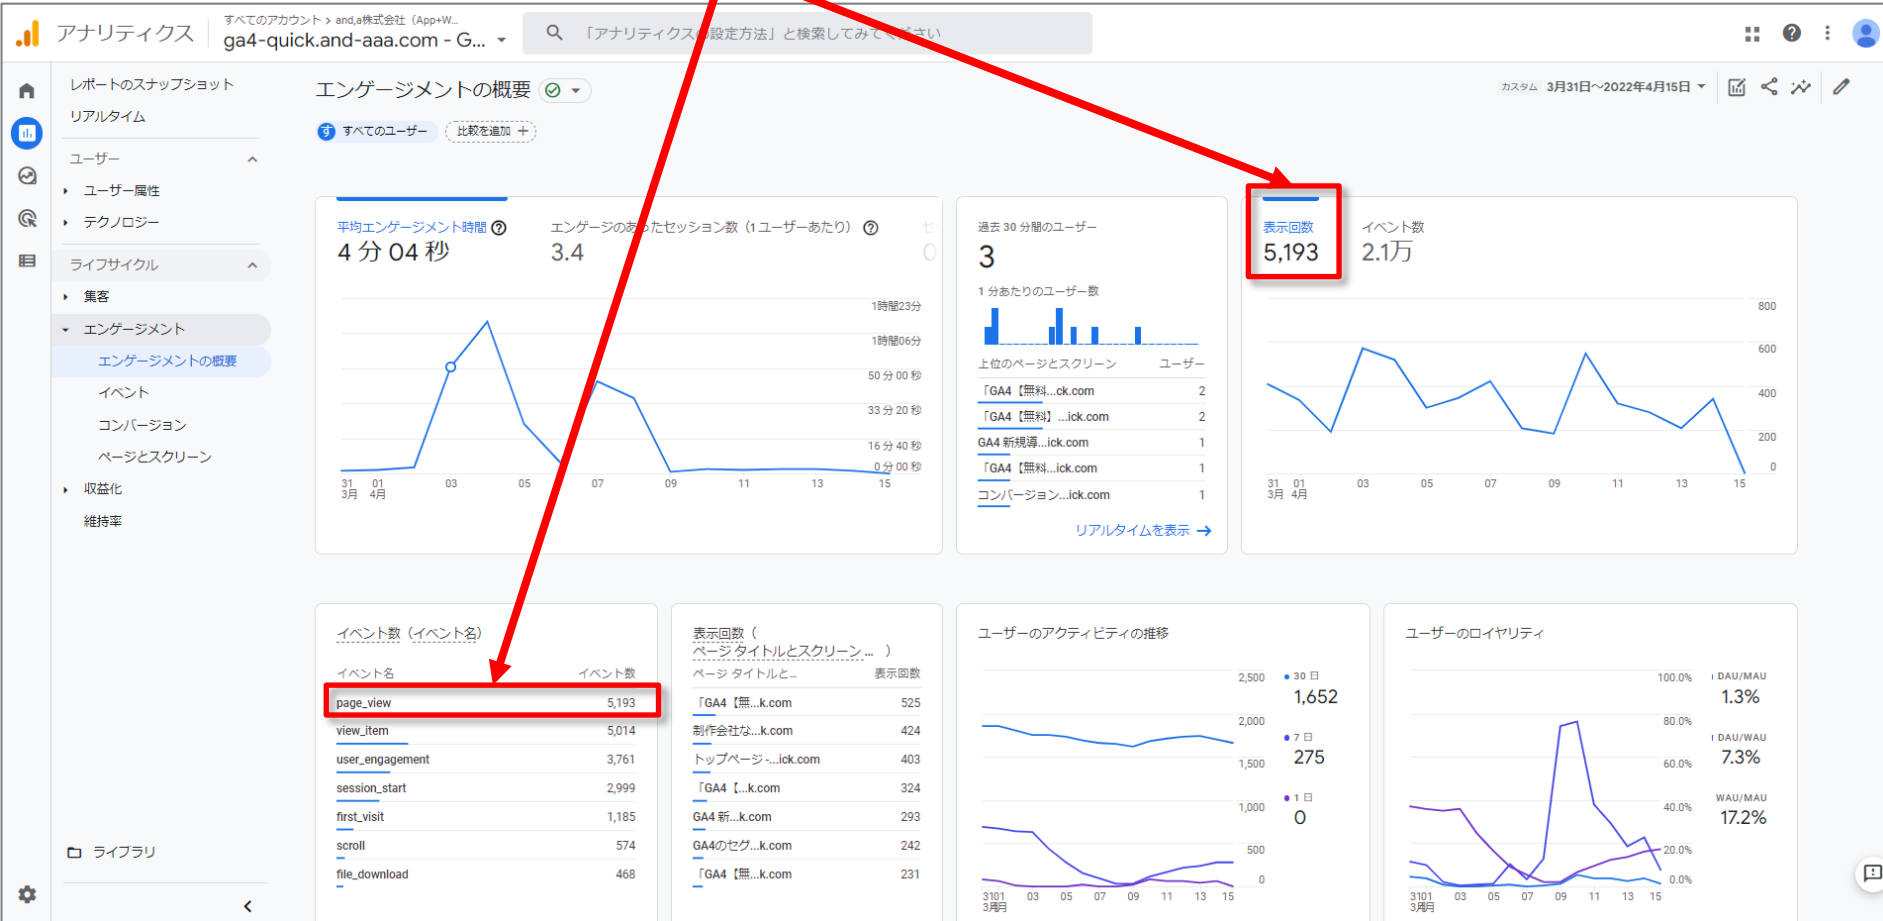 アナリティクス
すべてのアカウント > and,a株式会社（App+W...
ga4-quick.and-aaa.com - G...
「アナリティクスの設定方法」と検索してみてください
レポートのスナップショット
リアルタイム
ユーザー
ユーザー属性
テクノロジー
ライフサイクル
集客
エンゲージメント
エンゲージメントの概要
イベント
コンバージョン
ページとスクリーン
収益化
維持率
ライブラリ
エンゲージメントの概要
カスタム 3月31日～2022年4月15日
す すべてのユーザー
比較を追加 +
平均エンゲージメント時間
4 分 04 秒
エンゲージのあったセッション数（1 ユーザーあたり）
3.4
セ
0
1時間23分
1時間06分
50 分 00 秒
33 分 20 秒
16 分 40 秒
0 分 00 秒
31 01 03 05 07 09 11 13 15
3月 4月
過去 30 分間のユーザー
3
1 分あたりのユーザー数
上位のページとスクリーン ユーザー
「GA4【無料...ck.com 2
「GA4【無料】...ick.com 2
GA4 新規導...ick.com 1
「GA4【無料...ick.com 1
コンバージョン...ick.com 1
リアルタイムを表示 →
表示回数
5,193
イベント数
2.1万
800
600
400
200
0
31 01 03 05 07 09 11 13 15
3月 4月
イベント数（イベント名）
イベント名 イベント数
page_view 5,193
view_item 5,014
user_engagement 3,761
session_start 2,999
first_visit 1,185
scroll 574
file_download 468
表示回数（
ページ タイトルとスクリーン ... ）
ページ タイトルと... 表示回数
「GA4【無...k.com 525
制作会社な...k.com 424
トップページ -...ick.com 403
「GA4【...k.com 324
GA4 新...k.com 293
GA4のセグ...k.com 242
「GA4【無...k.com 231
ユーザーのアクティビティの推移
2,500
2,000
1,500
1,000
500
0
30 日
1,652
7 日
275
1 日
0
31 01 03 05 07 09 11 13 15
3月 4月
ユーザーのロイヤリティ
100.0%
80.0%
60.0%
40.0%
20.0%
0.0%
DAU/MAU
1.3%
DAU/WAU
7.3%
WAU/MAU
17.2%
31 01 03 05 07 09 11 13 15